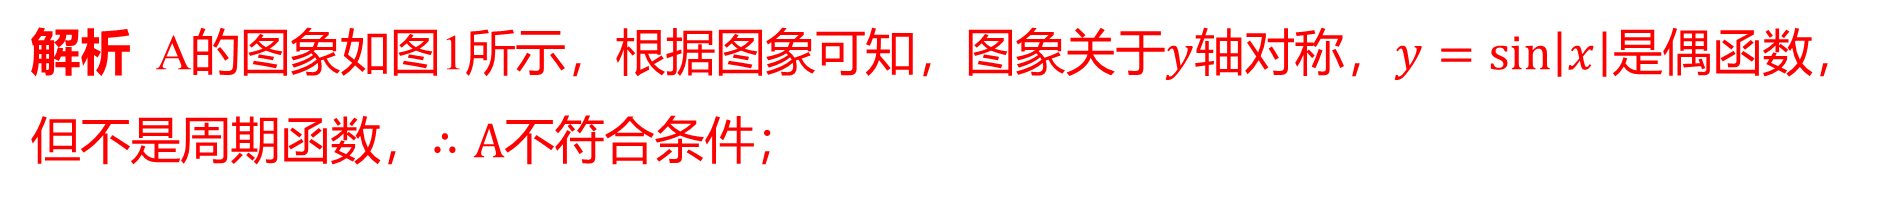 解析 A的图象如图1所示，根据图象可知，图象关于y轴对称，y = sin|x|是偶函数，
但不是周期函数，∴ A不符合条件；